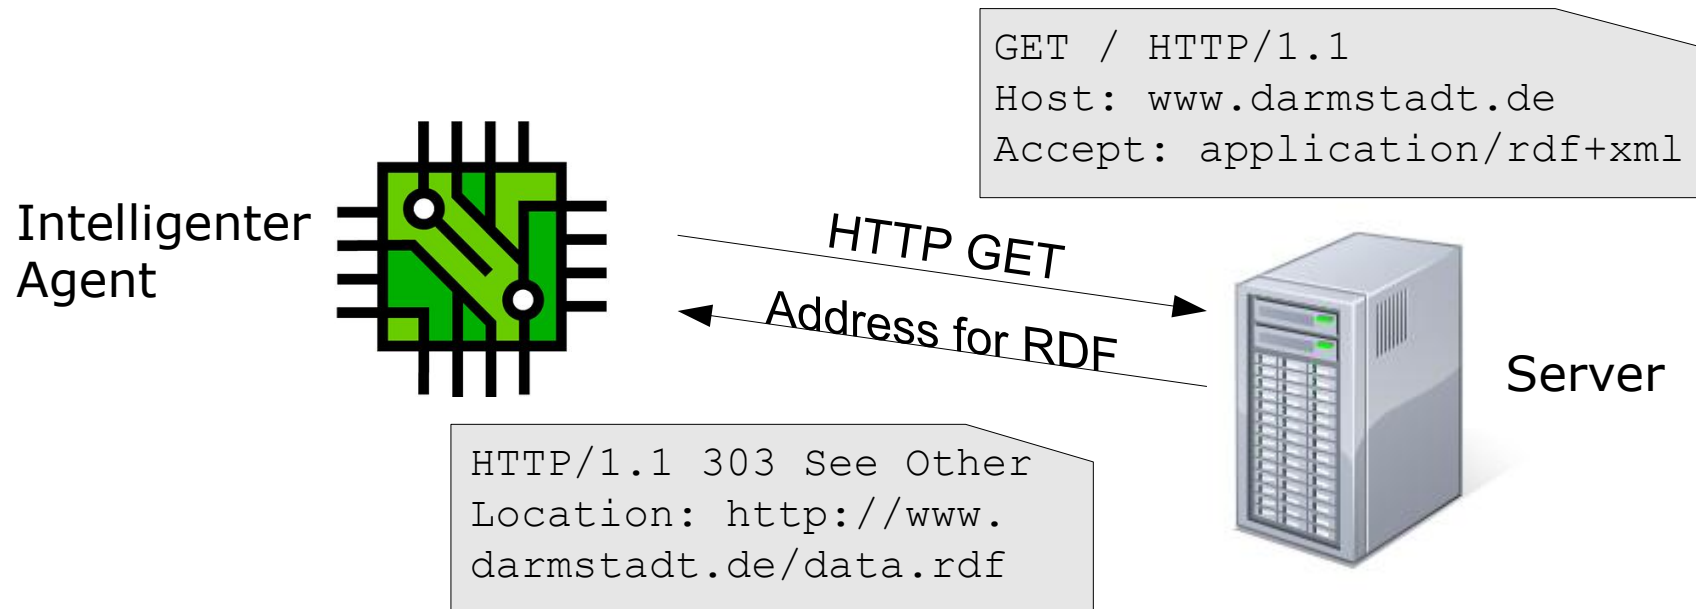 GET / HTTP/1.1
Host: www.darmstadt.de
Accept: application/rdf+xml
Intelligenter
Agent
HTTP GET
Address for RDF
Server
HTTP/1.1 303 See Other
Location: http://www.
darmstadt.de/data.rdf